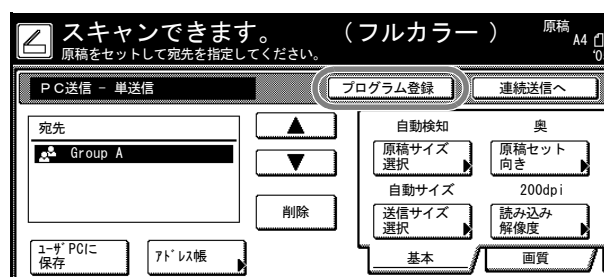 スキャンできます。 （フルカラー ） 原稿
原稿をセットして宛先を指定してください。 A4
PC送信 - 単送信 プログラム登録 連続送信へ
宛先 ▲ 自動検知 奥
Group A 原稿サイズ選択 原稿セット向き
▼ 自動サイズ 200dpi
削除 送信サイズ選択 読み込み解像度
ﾕｰｻﾞPCに保存 ｱﾄﾞﾚｽ帳 基本 画質